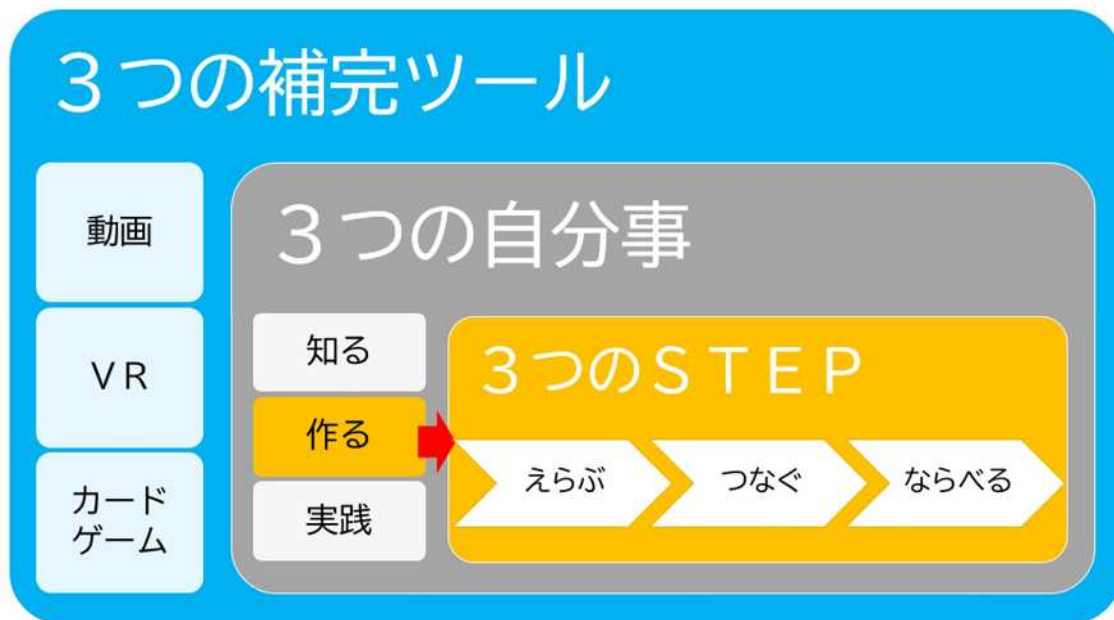 ３つの補完ツール
動画
ＶＲ
カード
ゲーム
３つの自分事
知る
作る
実践
３つのＳＴＥＰ
えらぶ
つなぐ
ならべる